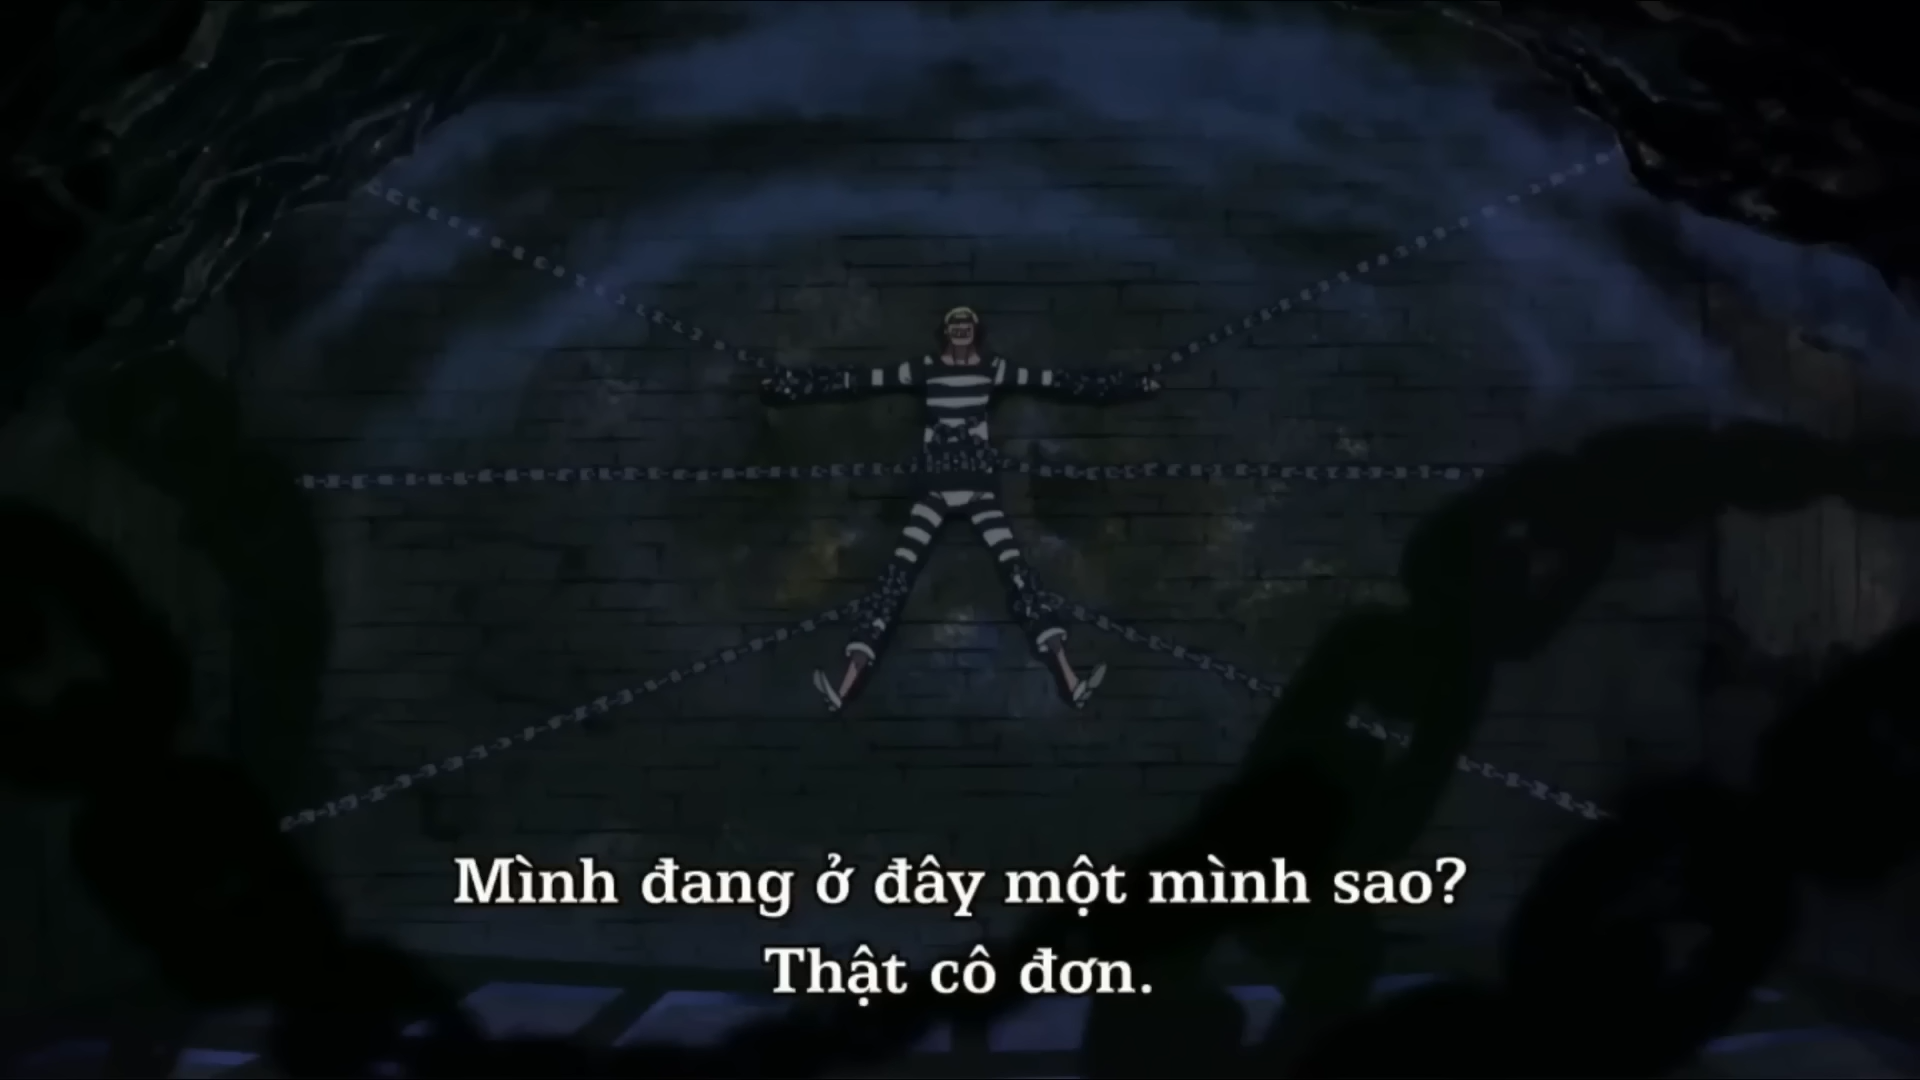 Mình đang ở đây một mình sao?
Thật cô đơn.